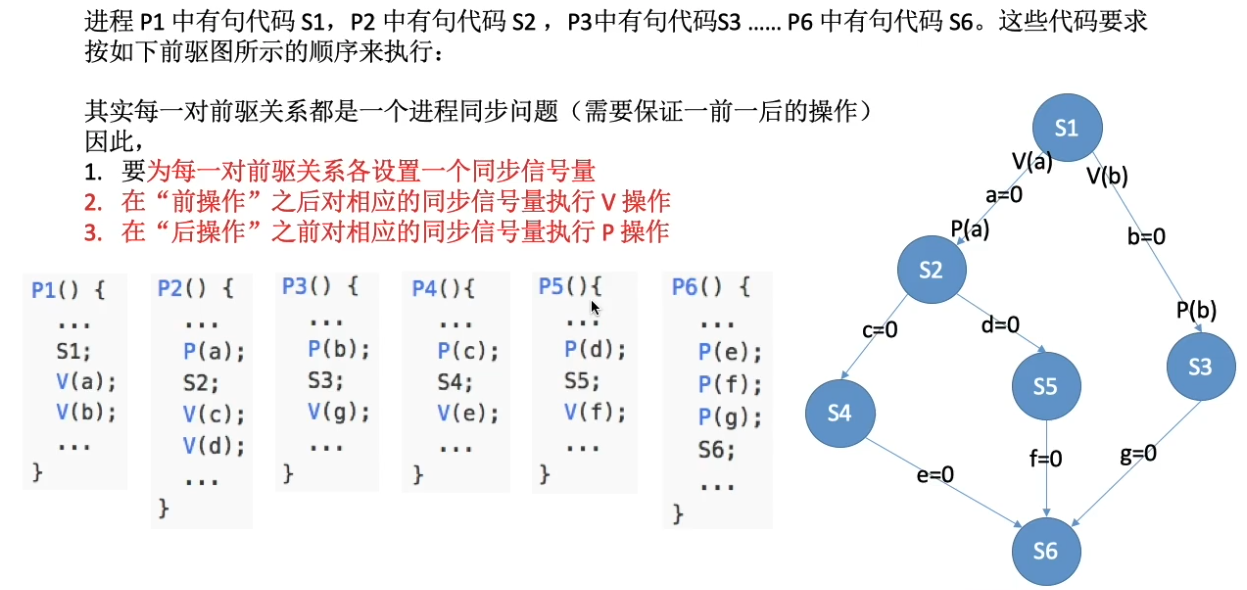 进程 P1 中有句代码 S1，P2 中有句代码 S2 ，P3中有句代码S3 …… P6 中有句代码 S6。这些代码要求
按如下前驱图所示的顺序来执行：
其实每一对前驱关系都是一个进程同步问题（需要保证一前一后的操作）
因此，
1. 要为每一对前驱关系各设置一个同步信号量
2. 在“前操作”之后对相应的同步信号量执行 V 操作
3. 在“后操作”之前对相应的同步信号量执行 P 操作
P1() {
...
S1;
V(a);
V(b);
...
}
P2() {
...
P(a);
S2;
V(c);
V(d);
...
}
P3() {
...
P(b);
S3;
V(g);
...
}
P4(){
...
P(c);
S4;
V(e);
...
}
P5(){
...
P(d);
S5;
V(f);
...
}
P6() {
...
P(e);
P(f);
P(g);
S6;
...
}
S1
V(a)
V(b)
a=0
P(a)
b=0
S2
P(b)
c=0
d=0
S3
S5
S4
f=0
g=0
e=0
S6